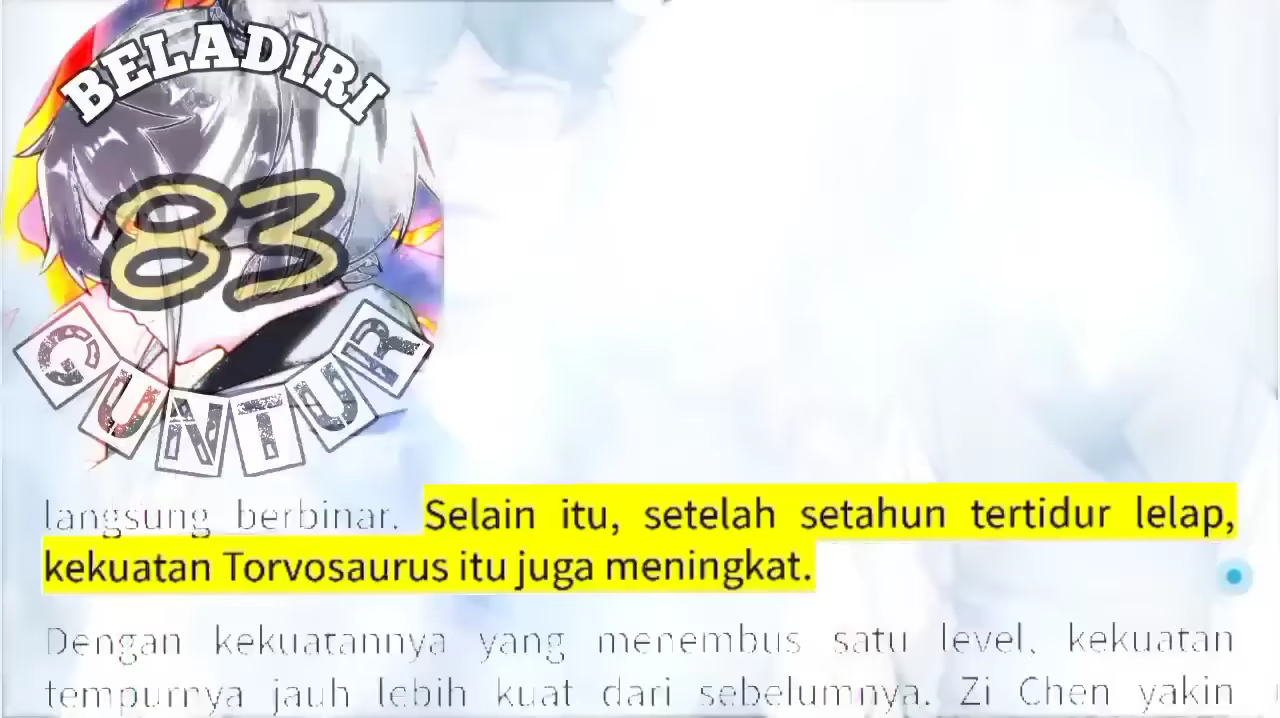 BELADIRI
83
GUNTUR
langsung berbinar. Selain itu, setelah setahun tertidur lelap,
kekuatan Torvosaurus itu juga meningkat.
Dengan kekuatannya yang menembus satu level, kekuatan
tempurnya jauh lebih kuat dari sebelumnya. Zi Chen yakin